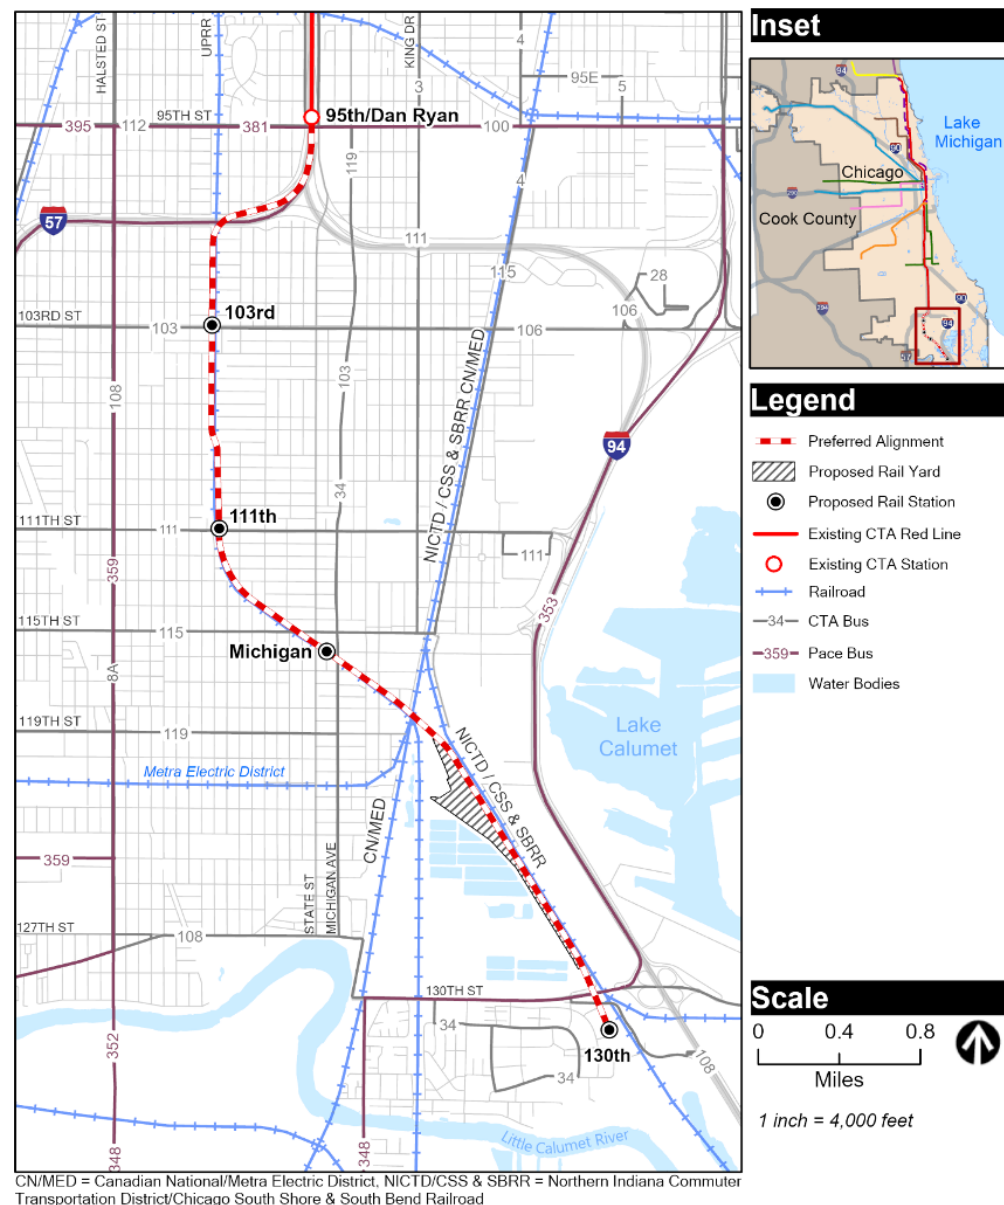 HALSTED ST
UPRR
KING DR
4
95E
3
5
95TH ST
95th/Dan Ryan
395
112
381
100
119
4
57
111
115
28
103RD ST
103rd
103
106
106
NICTD / CSS & SBRR CN/MED
108
103
94
34
111TH ST
111th
111
111
359
353
115TH ST
115
Michigan
8A
119TH ST
119
Lake
Calumet
NICTD / CSS & SBRR
Metra Electric District
CN/MED
359
STATE ST
MICHIGAN AVE
127TH ST
108
130TH ST
34
130th
34
108
352
348
348
Little Calumet River
CN/MED = Canadian National/Metra Electric District, NICTD/CSS & SBRR = Northern Indiana Commuter
Transportation District/Chicago South Shore & South Bend Railroad
Inset
94
Lake
Michigan
90
Chicago
Cook County
90
94
Legend
Preferred Alignment
Proposed Rail Yard
Proposed Rail Station
Existing CTA Red Line
Existing CTA Station
Railroad
34 CTA Bus
359 Pace Bus
Water Bodies
Scale
0 0.4 0.8
Miles
1 inch = 4,000 feet